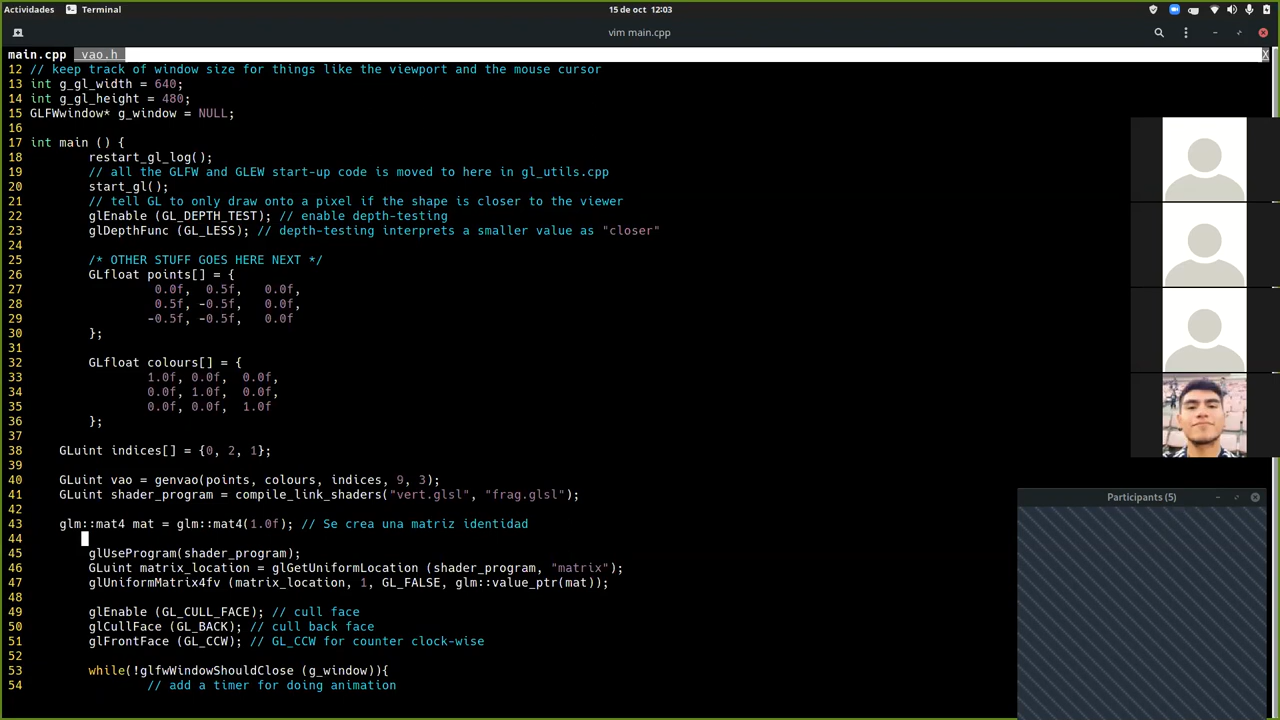 Actividades Terminal 15 de oct 12:03
vim main.cpp
main.cpp vao.h X
12 // keep track of window size for things like the viewport and the mouse cursor
13 int g_gl_width = 640;
14 int g_gl_height = 480;
15 GLFWwindow* g_window = NULL;
16
17 int main () {
18 restart_gl_log();
19 // all the GLFW and GLEW start-up code is moved to here in gl_utils.cpp
20 start_gl();
21 // tell GL to only draw onto a pixel if the shape is closer to the viewer
22 glEnable (GL_DEPTH_TEST); // enable depth-testing
23 glDepthFunc (GL_LESS); // depth-testing interprets a smaller value as "closer"
24
25 /* OTHER STUFF GOES HERE NEXT */
26 GLfloat points[] = {
27 0.0f, 0.5f, 0.0f,
28 0.5f, -0.5f, 0.0f,
29 -0.5f, -0.5f, 0.0f
30 };
31
32 GLfloat colours[] = {
33 1.0f, 0.0f, 0.0f,
34 0.0f, 1.0f, 0.0f,
35 0.0f, 0.0f, 1.0f
36 };
37
38 GLuint indices[] = {0, 2, 1};
39
40 GLuint vao = genvao(points, colours, indices, 9, 3);
41 GLuint shader_program = compile_link_shaders("vert.glsl", "frag.glsl");
42
43 glm::mat4 mat = glm::mat4(1.0f); // Se crea una matriz identidad
44
45 glUseProgram(shader_program);
46 GLuint matrix_location = glGetUniformLocation (shader_program, "matrix");
47 glUniformMatrix4fv (matrix_location, 1, GL_FALSE, glm::value_ptr(mat));
48
49 glEnable (GL_CULL_FACE); // cull face
50 glCullFace (GL_BACK); // cull back face
51 glFrontFace (GL_CCW); // GL_CCW for counter clock-wise
52
53 while(!glfwWindowShouldClose (g_window)){
54 // add a timer for doing animation
Participants (5)